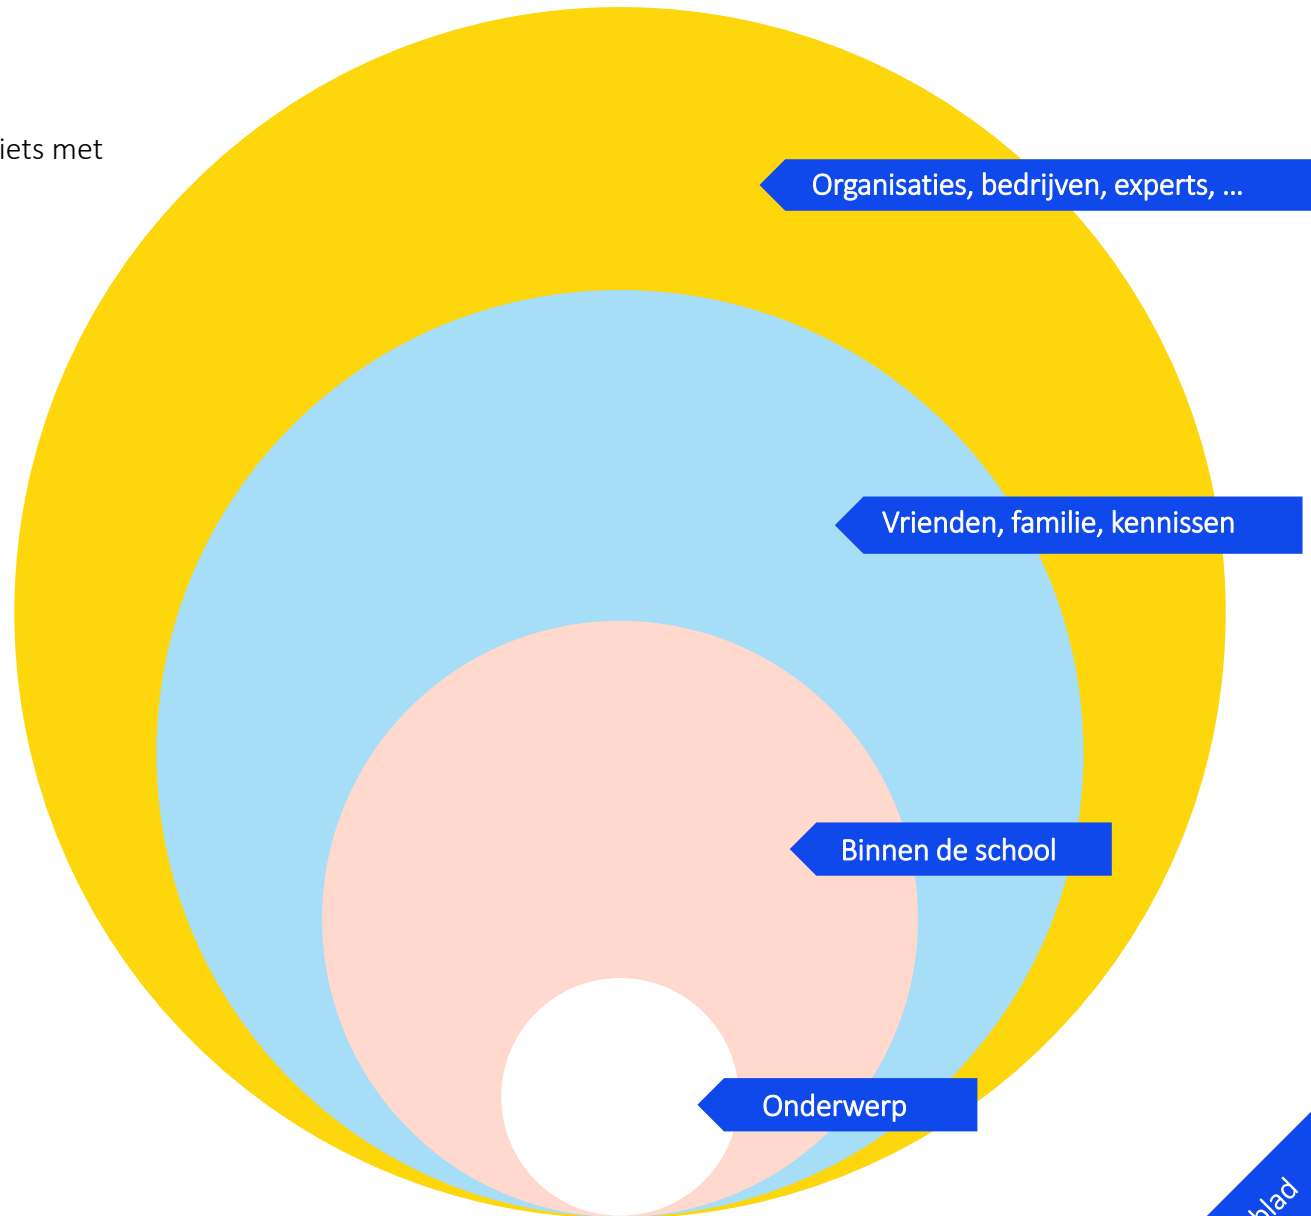 iets met
Organisaties, bedrijven, experts, ...
Vrienden, familie, kennissen
Binnen de school
Onderwerp
blad